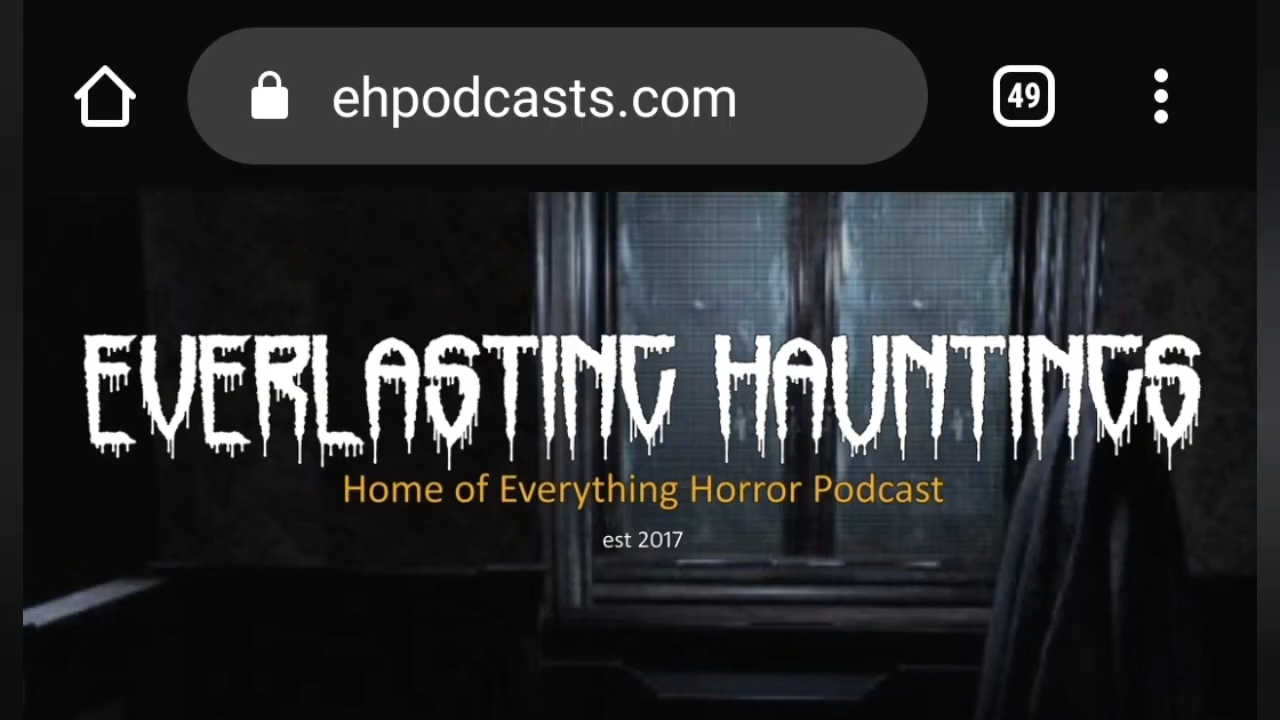 ehpodcasts.com
49
EVERLASTING HAUNTINGS
Home of Everything Horror Podcast
est 2017